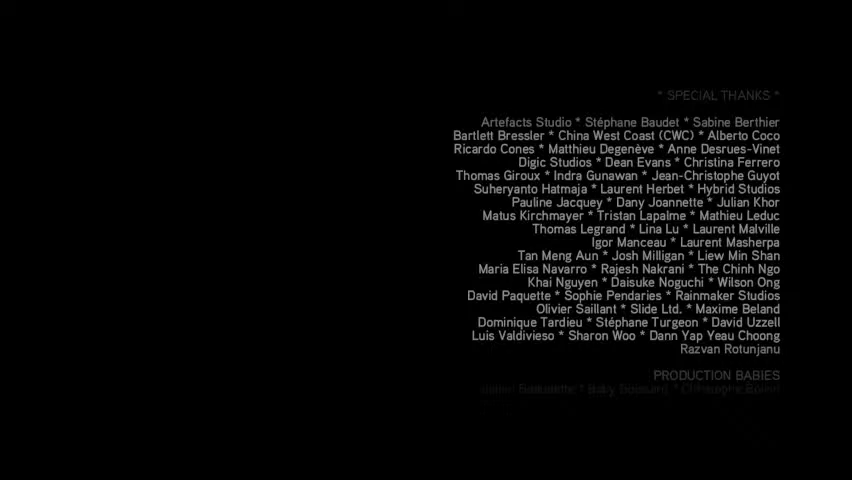 * SPECIAL THANKS *
Artefacts Studio * Stéphane Baudet * Sabine Berthier
Bartlett Bressler * China West Coast (CWC) * Alberto Coco
Ricardo Cones * Matthieu Degenève * Anne Desrues-Vinet
Digic Studios * Dean Evans * Christina Ferrero
Thomas Giroux * Indra Gunawan * Jean-Christophe Guyot
Suheryanto Hatmaja * Laurent Herbet * Hybrid Studios
Pauline Jacquey * Dany Joannette * Julian Khor
Matus Kirchmayer * Tristan Lapalme * Mathieu Leduc
Thomas Legrand * Lina Lu * Laurent Malville
Igor Manceau * Laurent Masherpa
Tan Meng Aun * Josh Milligan * Liew Min Shan
Maria Elisa Navarro * Rajesh Nakrani * The Chinh Ngo
Khai Nguyen * Daisuke Noguchi * Wilson Ong
David Paquette * Sophie Pendaries * Rainmaker Studios
Olivier Saillant * Slide Ltd. * Maxime Beland
Dominique Tardieu * Stéphane Turgeon * David Uzzell
Luis Valdivieso * Sharon Woo * Dann Yap Yeau Choong
Razvan Rotunjanu
PRODUCTION BABIES
* Baby * Christophe